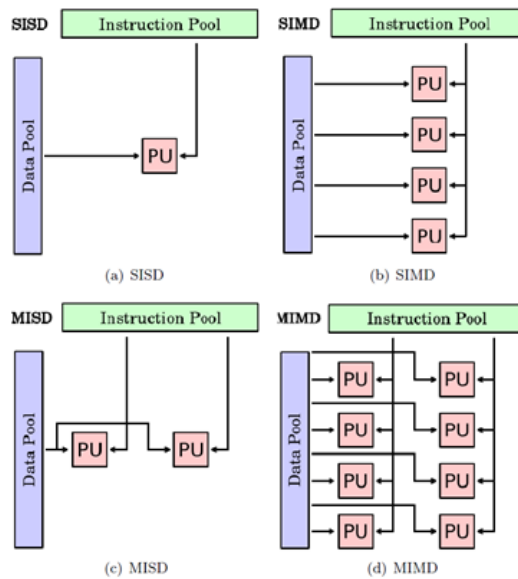 SISD Instruction Pool
Data Pool
PU
(a) SISD
SIMD Instruction Pool
Data Pool
PU
PU
PU
PU
(b) SIMD
MISD Instruction Pool
Data Pool
PU PU
(c) MISD
MIMD Instruction Pool
Data Pool
PU PU
PU PU
PU PU
PU PU
(d) MIMD